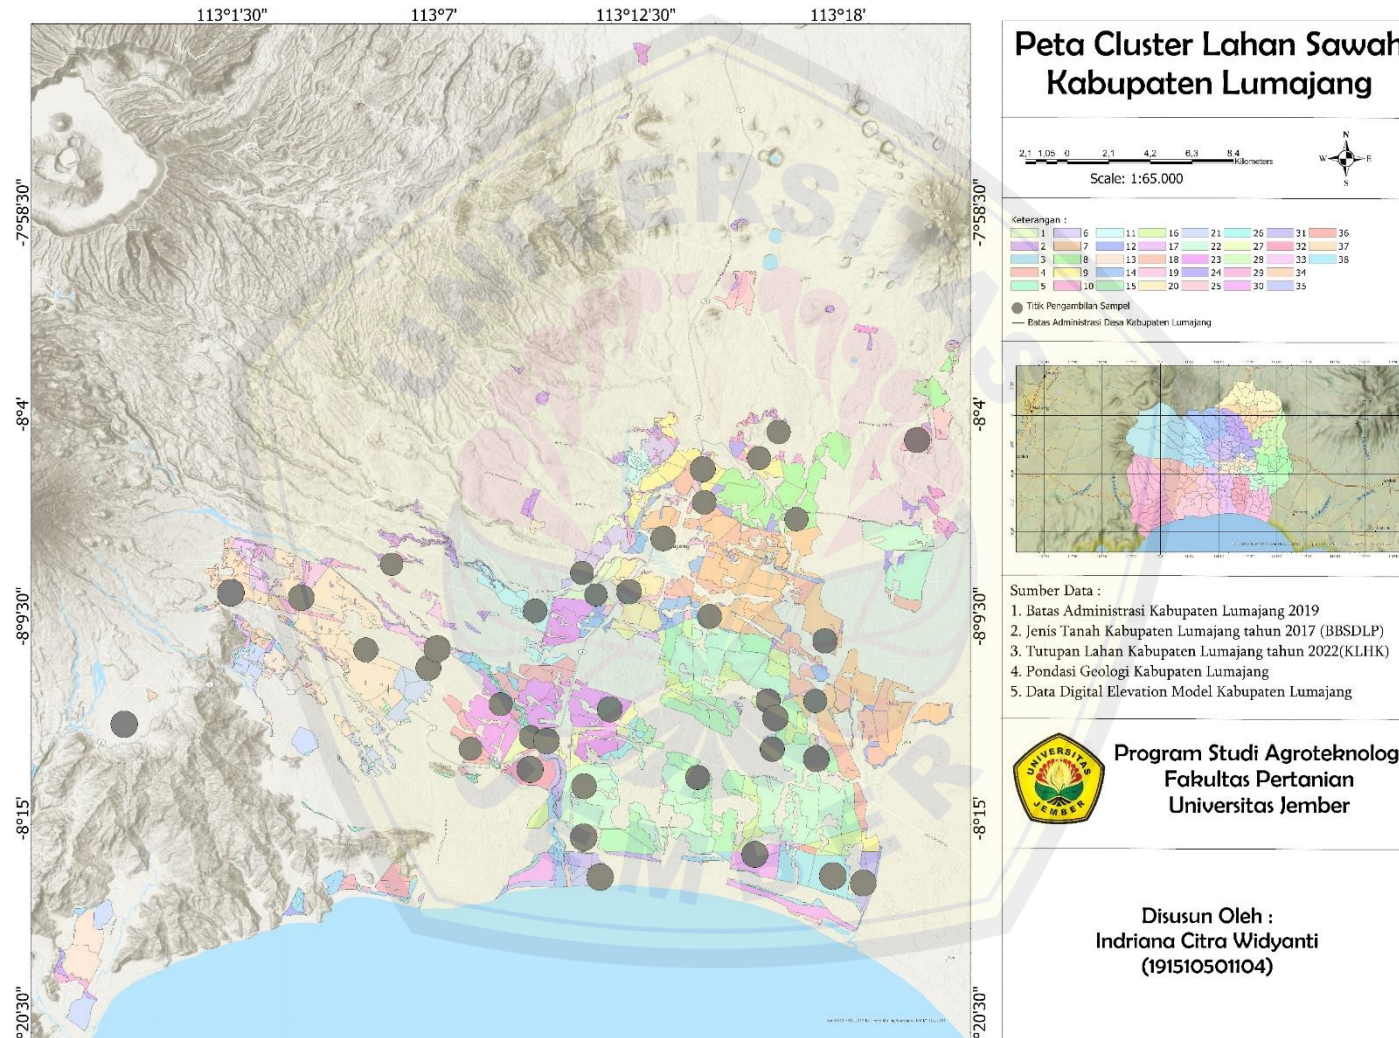 113°1'30" 113°7' 113°12'30" 113°18'
-7°58'30" -7°58'30"
-8°4' -8°4'
-8°9'30" -8°9'30"
-8°15' -8°15'
°20'30" °20'30"
UNIVERSITAS
JEMBER
Peta Cluster Lahan Sawah
Kabupaten Lumajang
2,1 1,05 0 2,1 4,2 6,3 8,4
Kilometers
Scale: 1:65.000
N
W E
S
Keterangan :
1 6 11 16 21 26 31 36
2 7 12 17 22 27 32 37
3 8 13 18 23 28 33 38
4 9 14 19 24 29 34
5 10 15 20 25 30 35
Titik Pengambilan Sampel
Batas Administrasi Desa Kabupaten Lumajang
Sumber Data :
1. Batas Administrasi Kabupaten Lumajang 2019
2. Jenis Tanah Kabupaten Lumajang tahun 2017 (BBSDLP)
3. Tutupan Lahan Kabupaten Lumajang tahun 2022(KLHK)
4. Pondasi Geologi Kabupaten Lumajang
5. Data Digital Elevation Model Kabupaten Lumajang
UNIVERSITAS
JEMBER
Program Studi Agroteknolog
Fakultas Pertanian
Universitas Jember
Disusun Oleh :
Indriana Citra Widyanti
(191510501104)